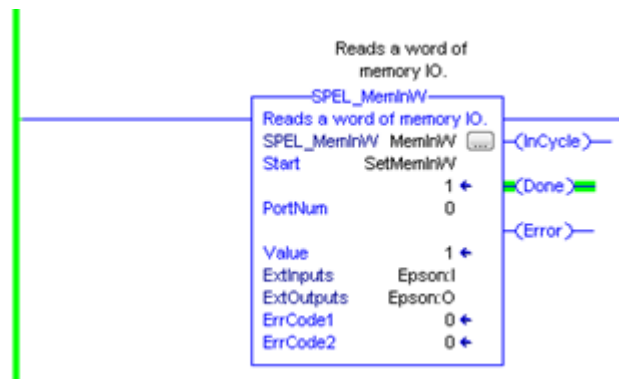 Reads a word of
memory IO.
SPEL_MemInW
Reads a word of memory IO.
SPEL_MemInW MemInW ...
(InCycle)
Start SetMemInW
1
(Done)
PortNum 0
(Error)
Value 1
ExtInputs Epson:I
ExtOutputs Epson:O
ErrCode1 0
ErrCode2 0